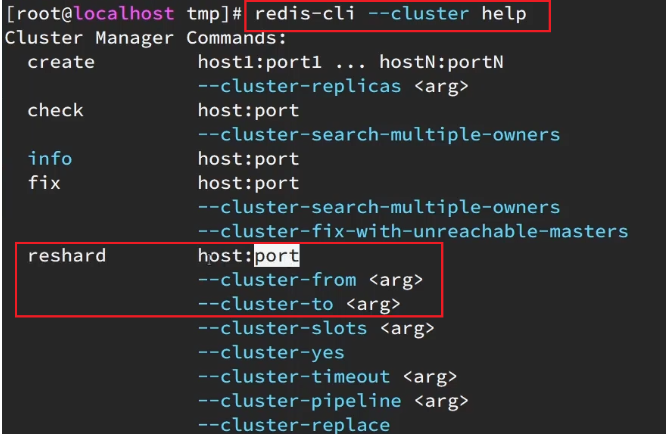 [root@localhost tmp]# redis-cli --cluster help
Cluster Manager Commands:
create host1:port1 ... hostN:portN
--cluster-replicas <arg>
check host:port
--cluster-search-multiple-owners
info host:port
fix host:port
--cluster-search-multiple-owners
--cluster-fix-with-unreachable-masters
reshard host:port
--cluster-from <arg>
--cluster-to <arg>
--cluster-slots <arg>
--cluster-yes
--cluster-timeout <arg>
--cluster-pipeline <arg>
--cluster-replace